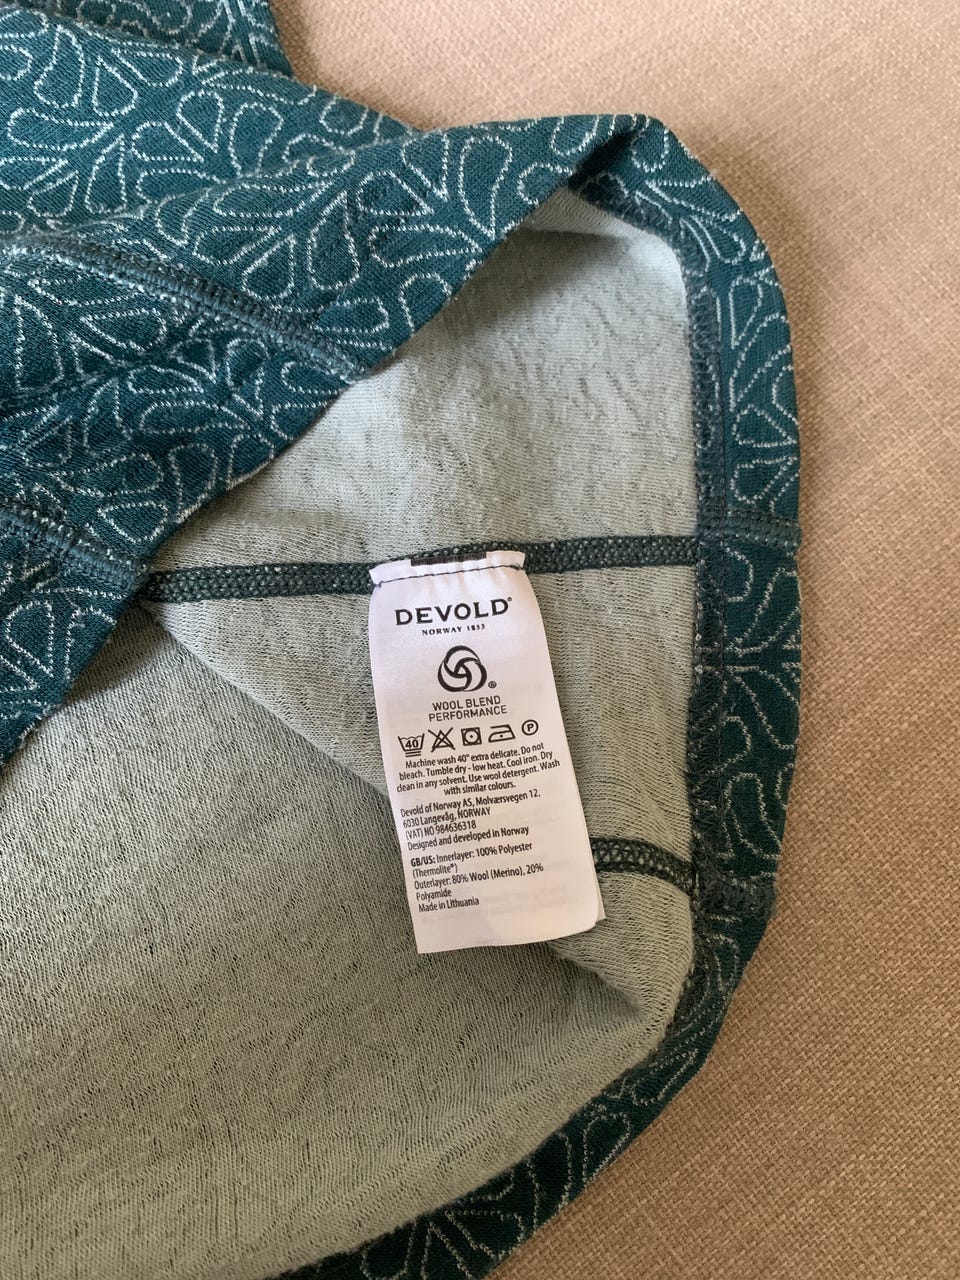 DEVOLD®
NORWAY 1853
®
WOOL BLEND
PERFORMANCE
40 P
Machine wash 40° extra delicate. Do not
bleach. Tumble dry - low heat. Cool iron. Dry
clean in any solvent. Use wool detergent. Wash
with similar colours.
Devold of Norway AS, Molværsvegen 12,
6030 Langevåg, NORWAY
(VAT) NO 984636318
Designed and developed in Norway
GB/US: Innerlayer: 100% Polyester
(Thermolite®)
Outerlayer: 80% Wool (Merino), 20%
Polyamide
Made in Lithuania